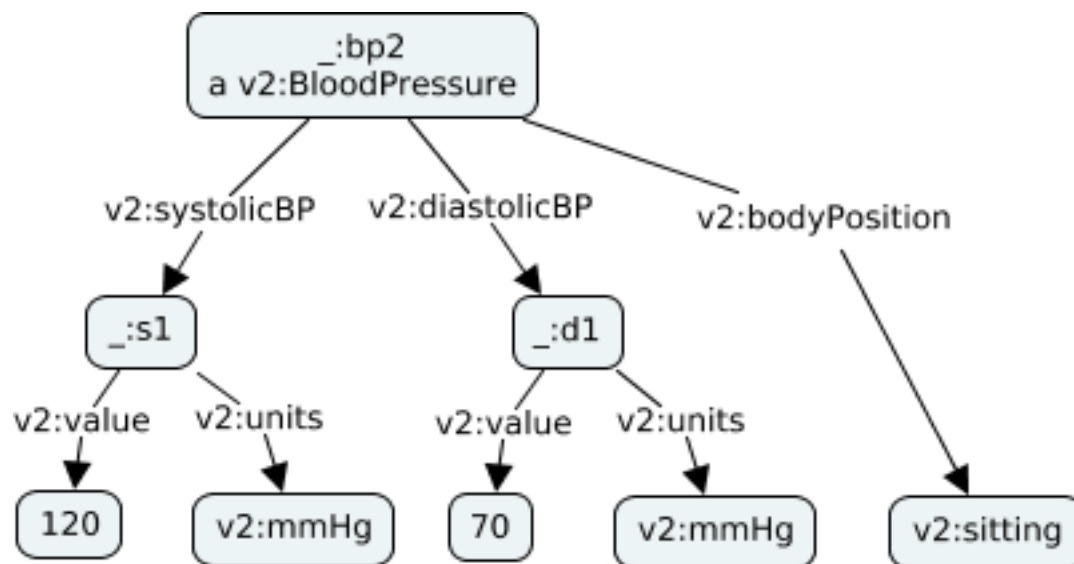 _:bp2
a v2:BloodPressure
v2:systolicBP
v2:diastolicBP
v2:bodyPosition
_:s1
_:d1
v2:value
v2:units
v2:value
v2:units
120
v2:mmHg
70
v2:mmHg
v2:sitting